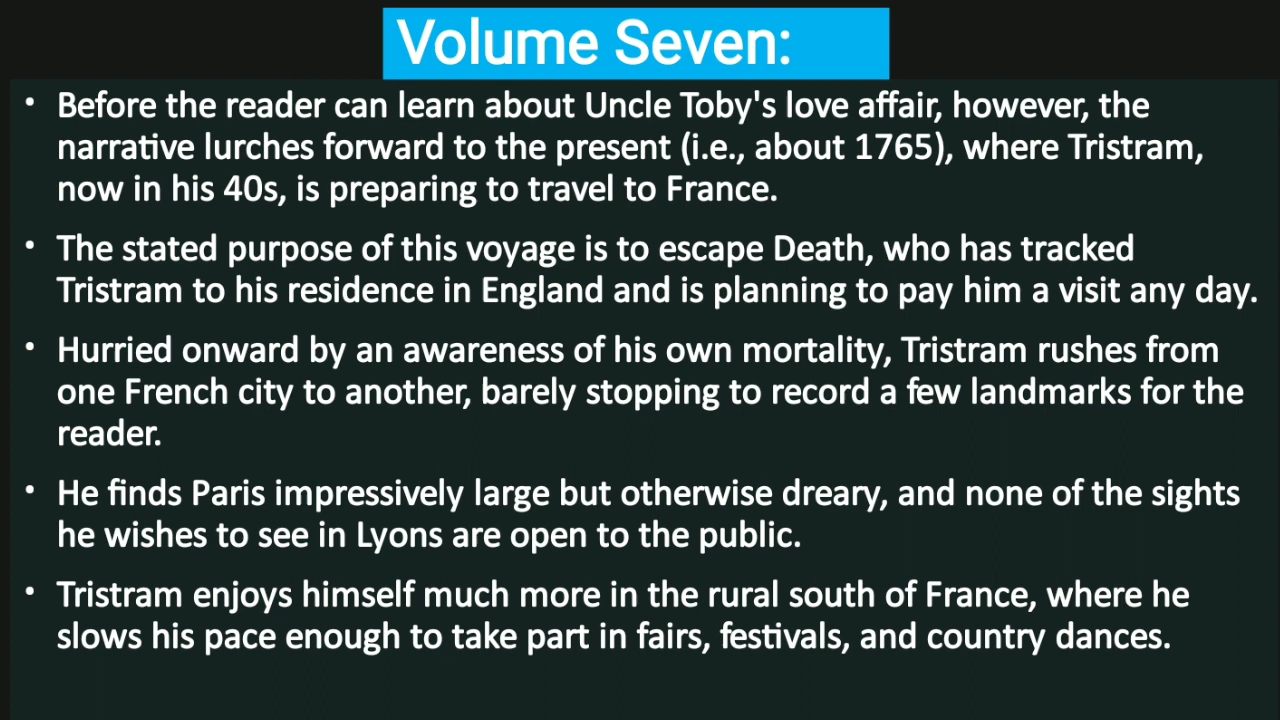 Volume Seven:
• Before the reader can learn about Uncle Toby's love affair, however, the
narrative lurches forward to the present (i.e., about 1765), where Tristram,
now in his 40s, is preparing to travel to France.
• The stated purpose of this voyage is to escape Death, who has tracked
Tristram to his residence in England and is planning to pay him a visit any day.
• Hurried onward by an awareness of his own mortality, Tristram rushes from
one French city to another, barely stopping to record a few landmarks for the
reader.
• He finds Paris impressively large but otherwise dreary, and none of the sights
he wishes to see in Lyons are open to the public.
• Tristram enjoys himself much more in the rural south of France, where he
slows his pace enough to take part in fairs, festivals, and country dances.